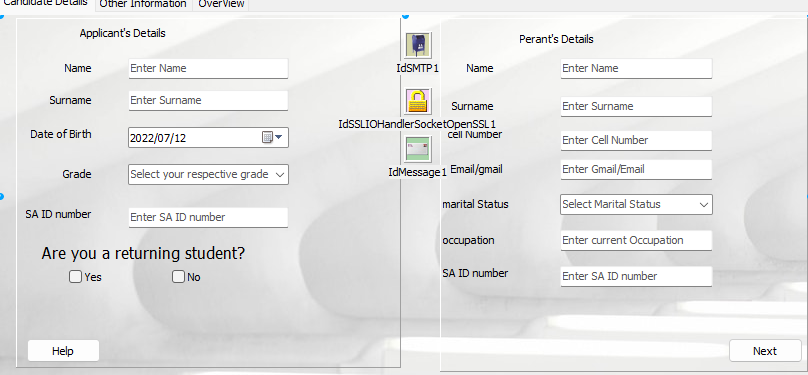 Candidate Details Other Information OverView
Applicant's Details
Name Enter Name
Surname Enter Surname
Date of Birth 2022/07/12
Grade Select your respective grade
SA ID number Enter SA ID number
Are you a returning student?
Yes No
Help
IdSMTP1
IdSSLIOHandlerSocketOpenSSL1
IdMessage1
Perant's Details
Name Enter Name
Surname Enter Surname
cell Number Enter Cell Number
Email/gmail Enter Gmail/Email
marital Status Select Marital Status
occupation Enter current Occupation
SA ID number Enter SA ID number
Next